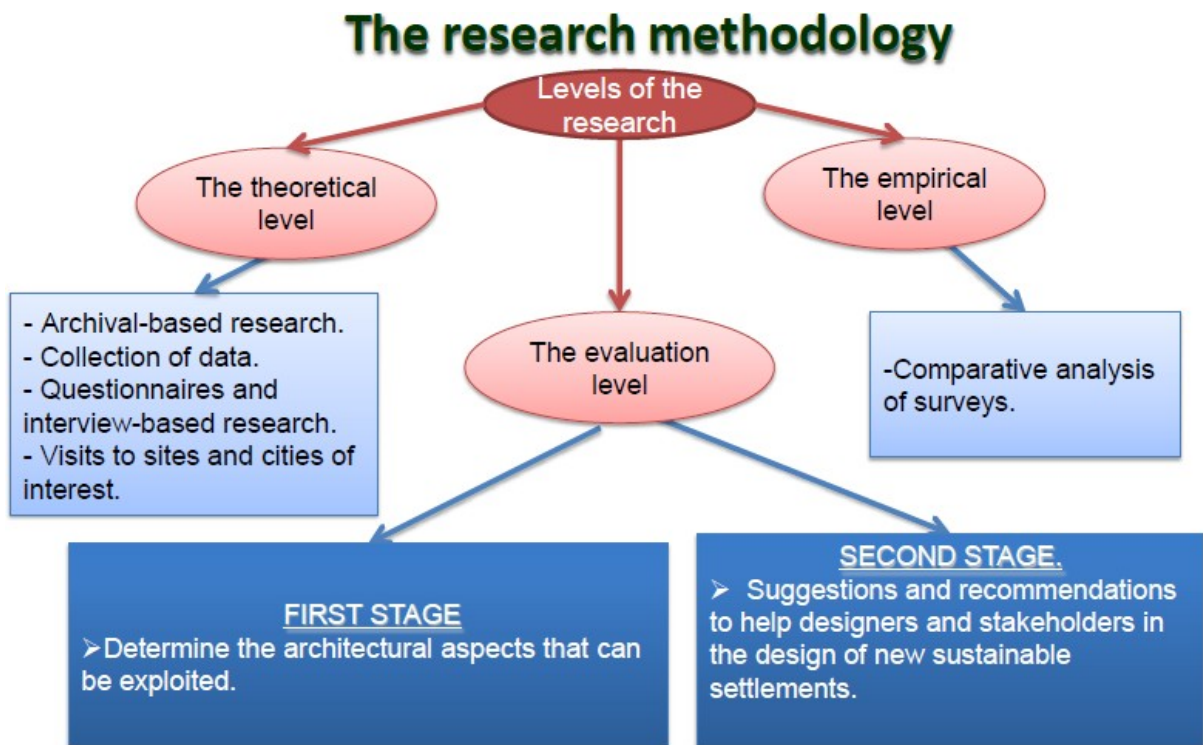 The research methodology
Levels of the
research
The theoretical
level
The empirical
level
- Archival-based research.
- Collection of data.
- Questionnaires and
interview-based research.
- Visits to sites and cities of
interest.
The evaluation
level
-Comparative analysis
of surveys.
FIRST STAGE
➢Determine the architectural aspects that can
be exploited.
SECOND STAGE.
➢ Suggestions and recommendations
to help designers and stakeholders in
the design of new sustainable
settlements.